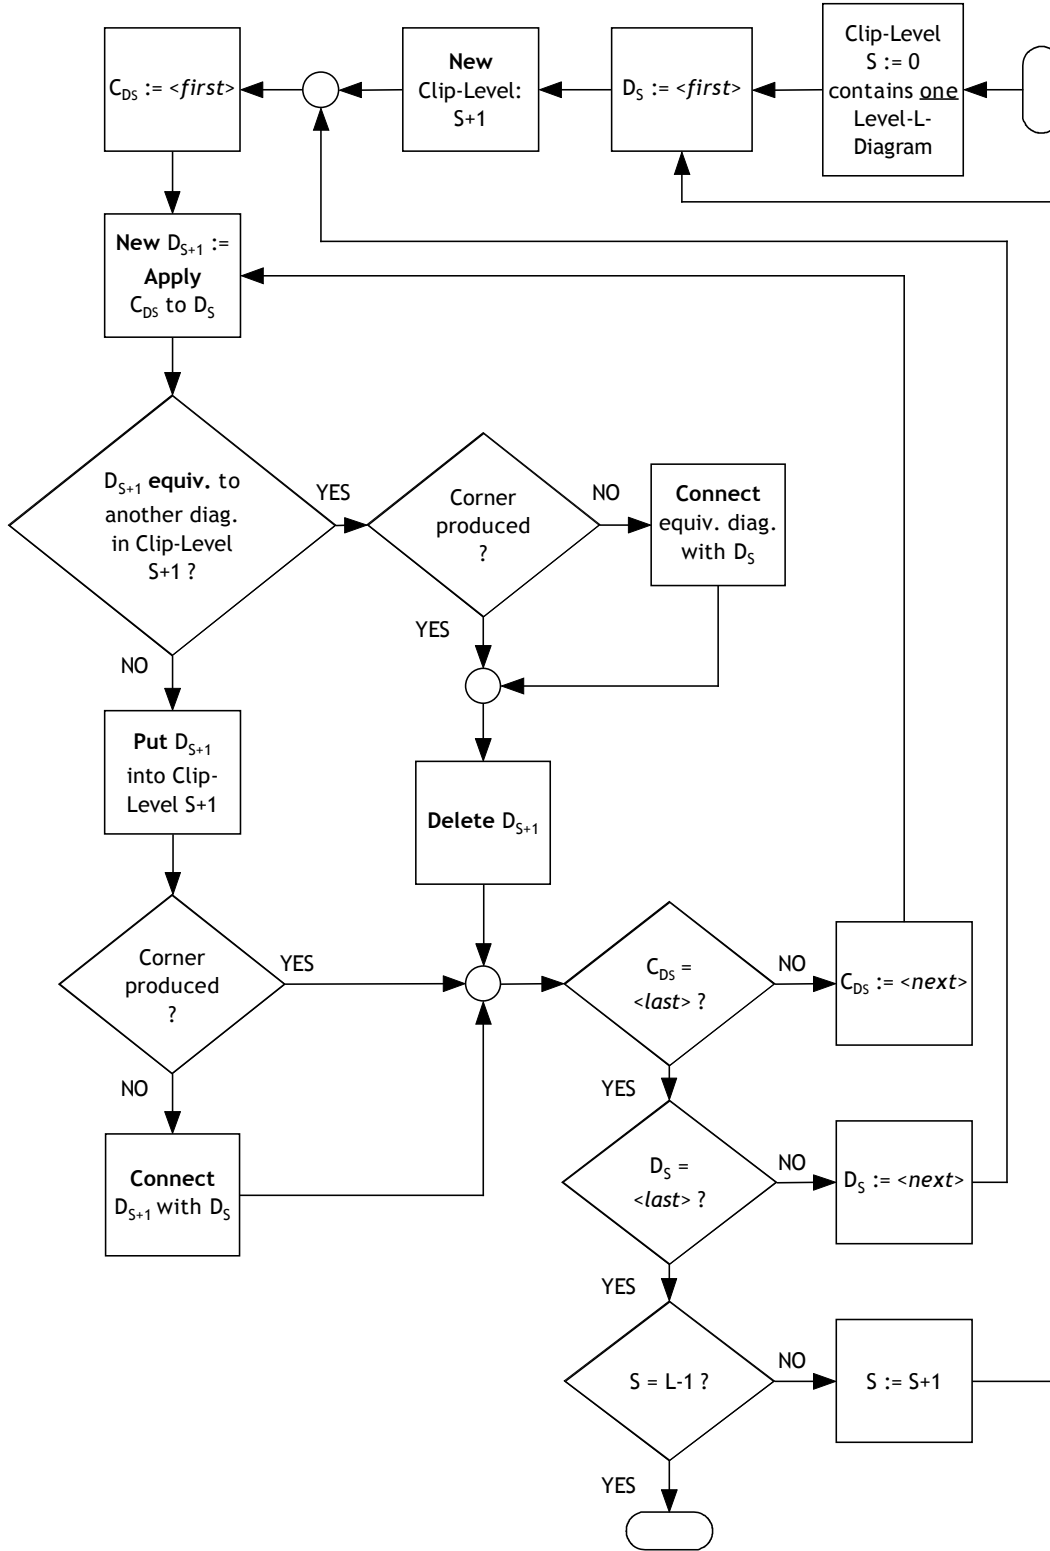 C_DS := <first>
New
Clip-Level:
S+1
D_S := <first>
Clip-Level
S := 0
contains one
Level-L-
Diagram
New D_S+1 :=
Apply
C_DS to D_S
D_S+1 equiv. to
another diag.
in Clip-Level
S+1 ?
YES
Corner
produced
?
NO
Connect
equiv. diag.
with D_S
YES
NO
Put D_S+1
into Clip-
Level S+1
Delete D_S+1
Corner
produced
?
YES
C_DS =
<last> ?
NO
C_DS := <next>
NO
YES
Connect
D_S+1 with D_S
D_S =
<last> ?
NO
D_S := <next>
YES
S = L-1 ?
NO
S := S+1
YES